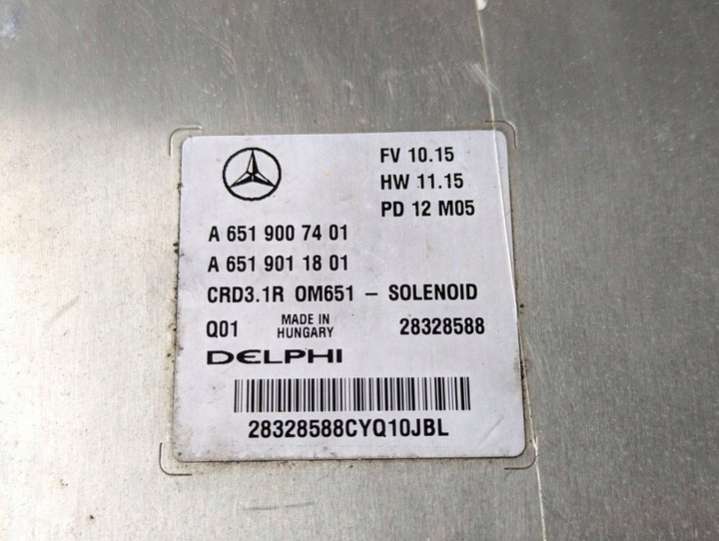 FV 10.15
HW 11.15
PD 12 M05
A 651 900 74 01
A 651 901 18 01
CRD3.1R OM651 – SOLENOID
Q01 MADE IN HUNGARY 28328588
DELPHI
28328588CYQ10JBL